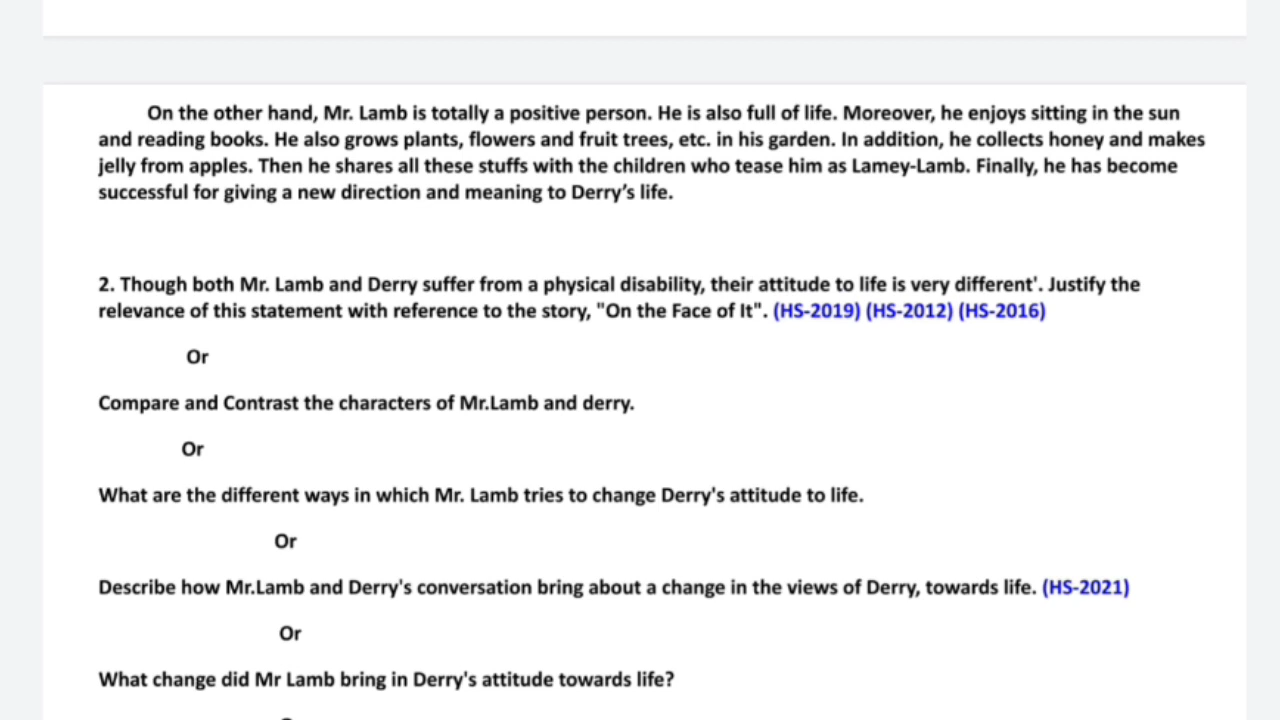 On the other hand, Mr. Lamb is totally a positive person. He is also full of life. Moreover, he enjoys sitting in the sun
and reading books. He also grows plants, flowers and fruit trees, etc. in his garden. In addition, he collects honey and makes
jelly from apples. Then he shares all these stuffs with the children who tease him as Lamey-Lamb. Finally, he has become
successful for giving a new direction and meaning to Derry’s life.
2. Though both Mr. Lamb and Derry suffer from a physical disability, their attitude to life is very different'. Justify the
relevance of this statement with reference to the story, "On the Face of It". (HS-2019) (HS-2012) (HS-2016)
Or
Compare and Contrast the characters of Mr.Lamb and derry.
Or
What are the different ways in which Mr. Lamb tries to change Derry's attitude to life.
Or
Describe how Mr.Lamb and Derry's conversation bring about a change in the views of Derry, towards life. (HS-2021)
Or
What change did Mr Lamb bring in Derry's attitude towards life?